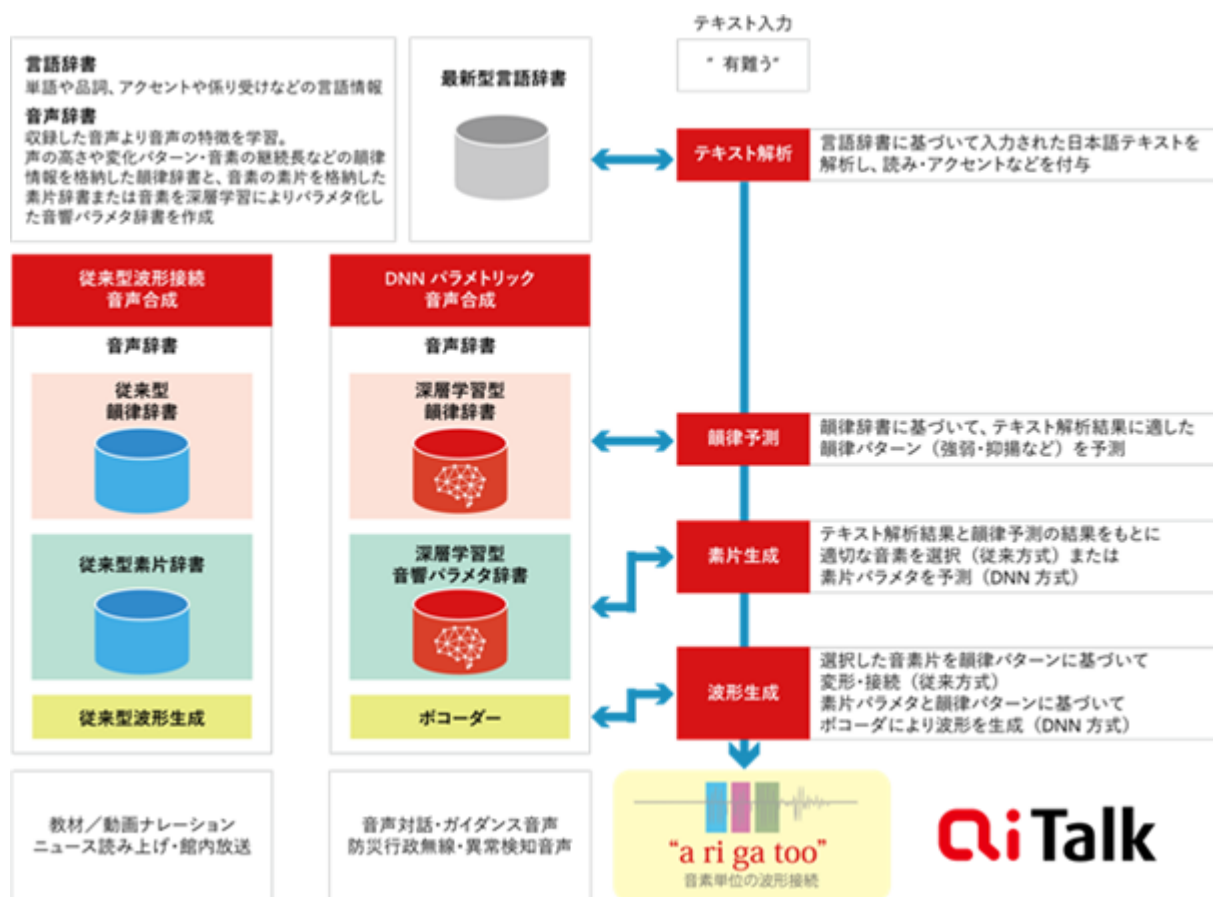 言語辞書
単語や品詞、アクセントや係り受けなどの言語情報
音声辞書
収録した音声より音声の特徴を学習。
声の高さや変化パターン・音素の継続長などの韻律
情報を格納した韻律辞書と、音素の素片を格納した
素片辞書または音素を深層学習によりパラメタ化し
た音響パラメタ辞書を作成
最新型言語辞書
テキスト入力
" 有難う"
テキスト解析
言語辞書に基づいて入力された日本語テキストを
解析し、読み・アクセントなどを付与
従来型波形接続
音声合成
音声辞書
従来型
韻律辞書
従来型素片辞書
従来型波形生成
DNN パラメトリック
音声合成
音声辞書
深層学習型
韻律辞書
深層学習型
音響パラメタ辞書
ボコーダー
韻律予測
韻律辞書に基づいて、テキスト解析結果に適した
韻律パターン（強弱・抑揚など）を予測
素片生成
テキスト解析結果と韻律予測の結果をもとに
適切な音素を選択（従来方式）または
素片パラメタを予測（DNN 方式）
波形生成
選択した音素片を韻律パターンに基づいて
変形・接続（従来方式）
素片パラメタと韻律パターンに基づいて
ボコーダにより波形を生成（DNN 方式）
教材／動画ナレーション
ニュース読み上げ・館内放送
音声対話・ガイダンス音声
防災行政無線・異常検知音声
"a ri ga too"
音素単位の波形接続
AiTalk